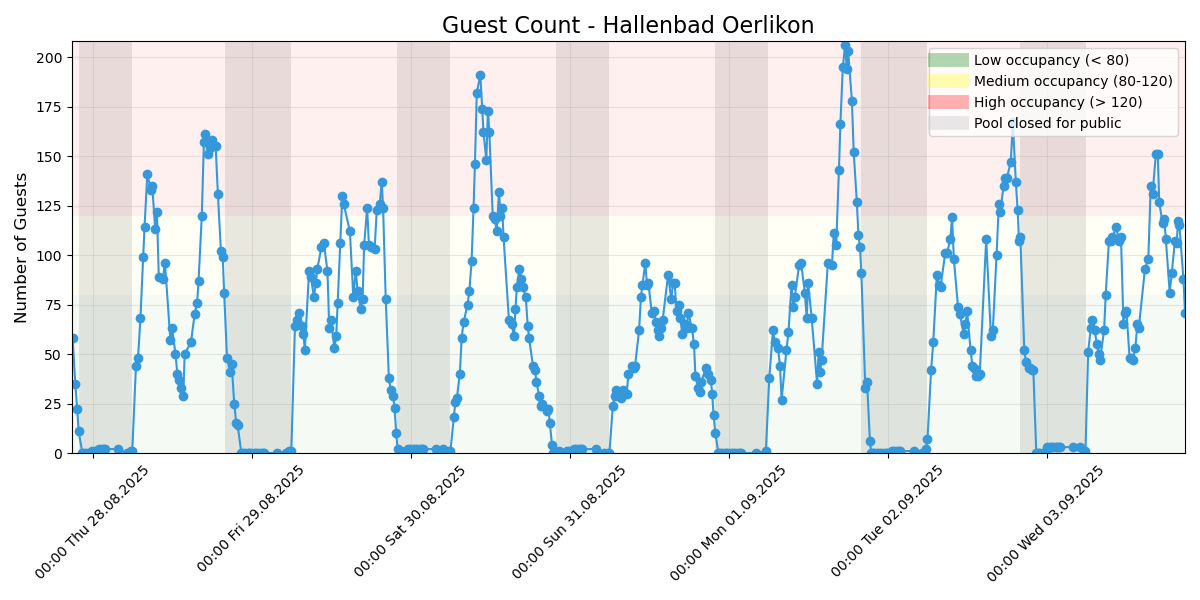 Guest Count - Hallenbad Oerlikon
Number of Guests
200
175
150
125
100
75
50
25
0
Low occupancy (< 80)
Medium occupancy (80-120)
High occupancy (> 120)
Pool closed for public
00:00 Thu 28.08.2025
00:00 Fri 29.08.2025
00:00 Sat 30.08.2025
00:00 Sun 31.08.2025
00:00 Mon 01.09.2025
00:00 Tue 02.09.2025
00:00 Wed 03.09.2025